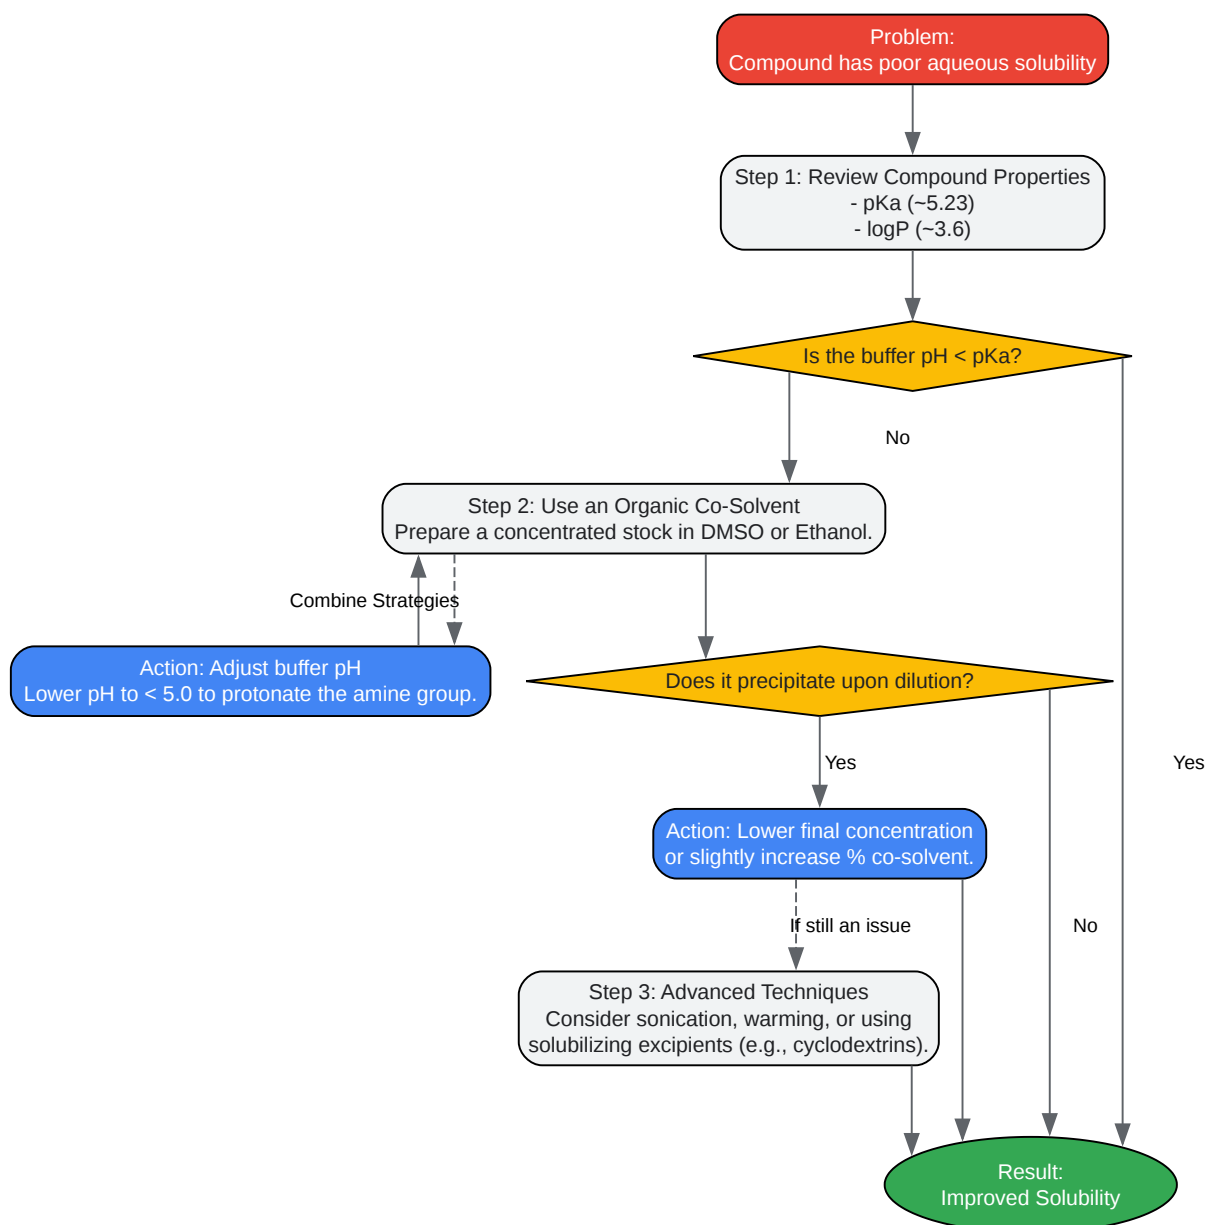 Problem:
Compound has poor aqueous solubility
Step 1: Review Compound Properties
- pKa (~5.23)
- logP (~3.6)
Is the buffer pH < pKa?
No
Step 2: Use an Organic Co-Solvent
Prepare a concentrated stock in DMSO or Ethanol.
Combine Strategies
Action: Adjust buffer pH
Lower pH to < 5.0 to protonate the amine group.
Does it precipitate upon dilution?
Yes
Yes
Action: Lower final concentration
or slightly increase % co-solvent.
If still an issue
No
Step 3: Advanced Techniques
Consider sonication, warming, or using
solubilizing excipients (e.g., cyclodextrins).
Result:
Improved Solubility